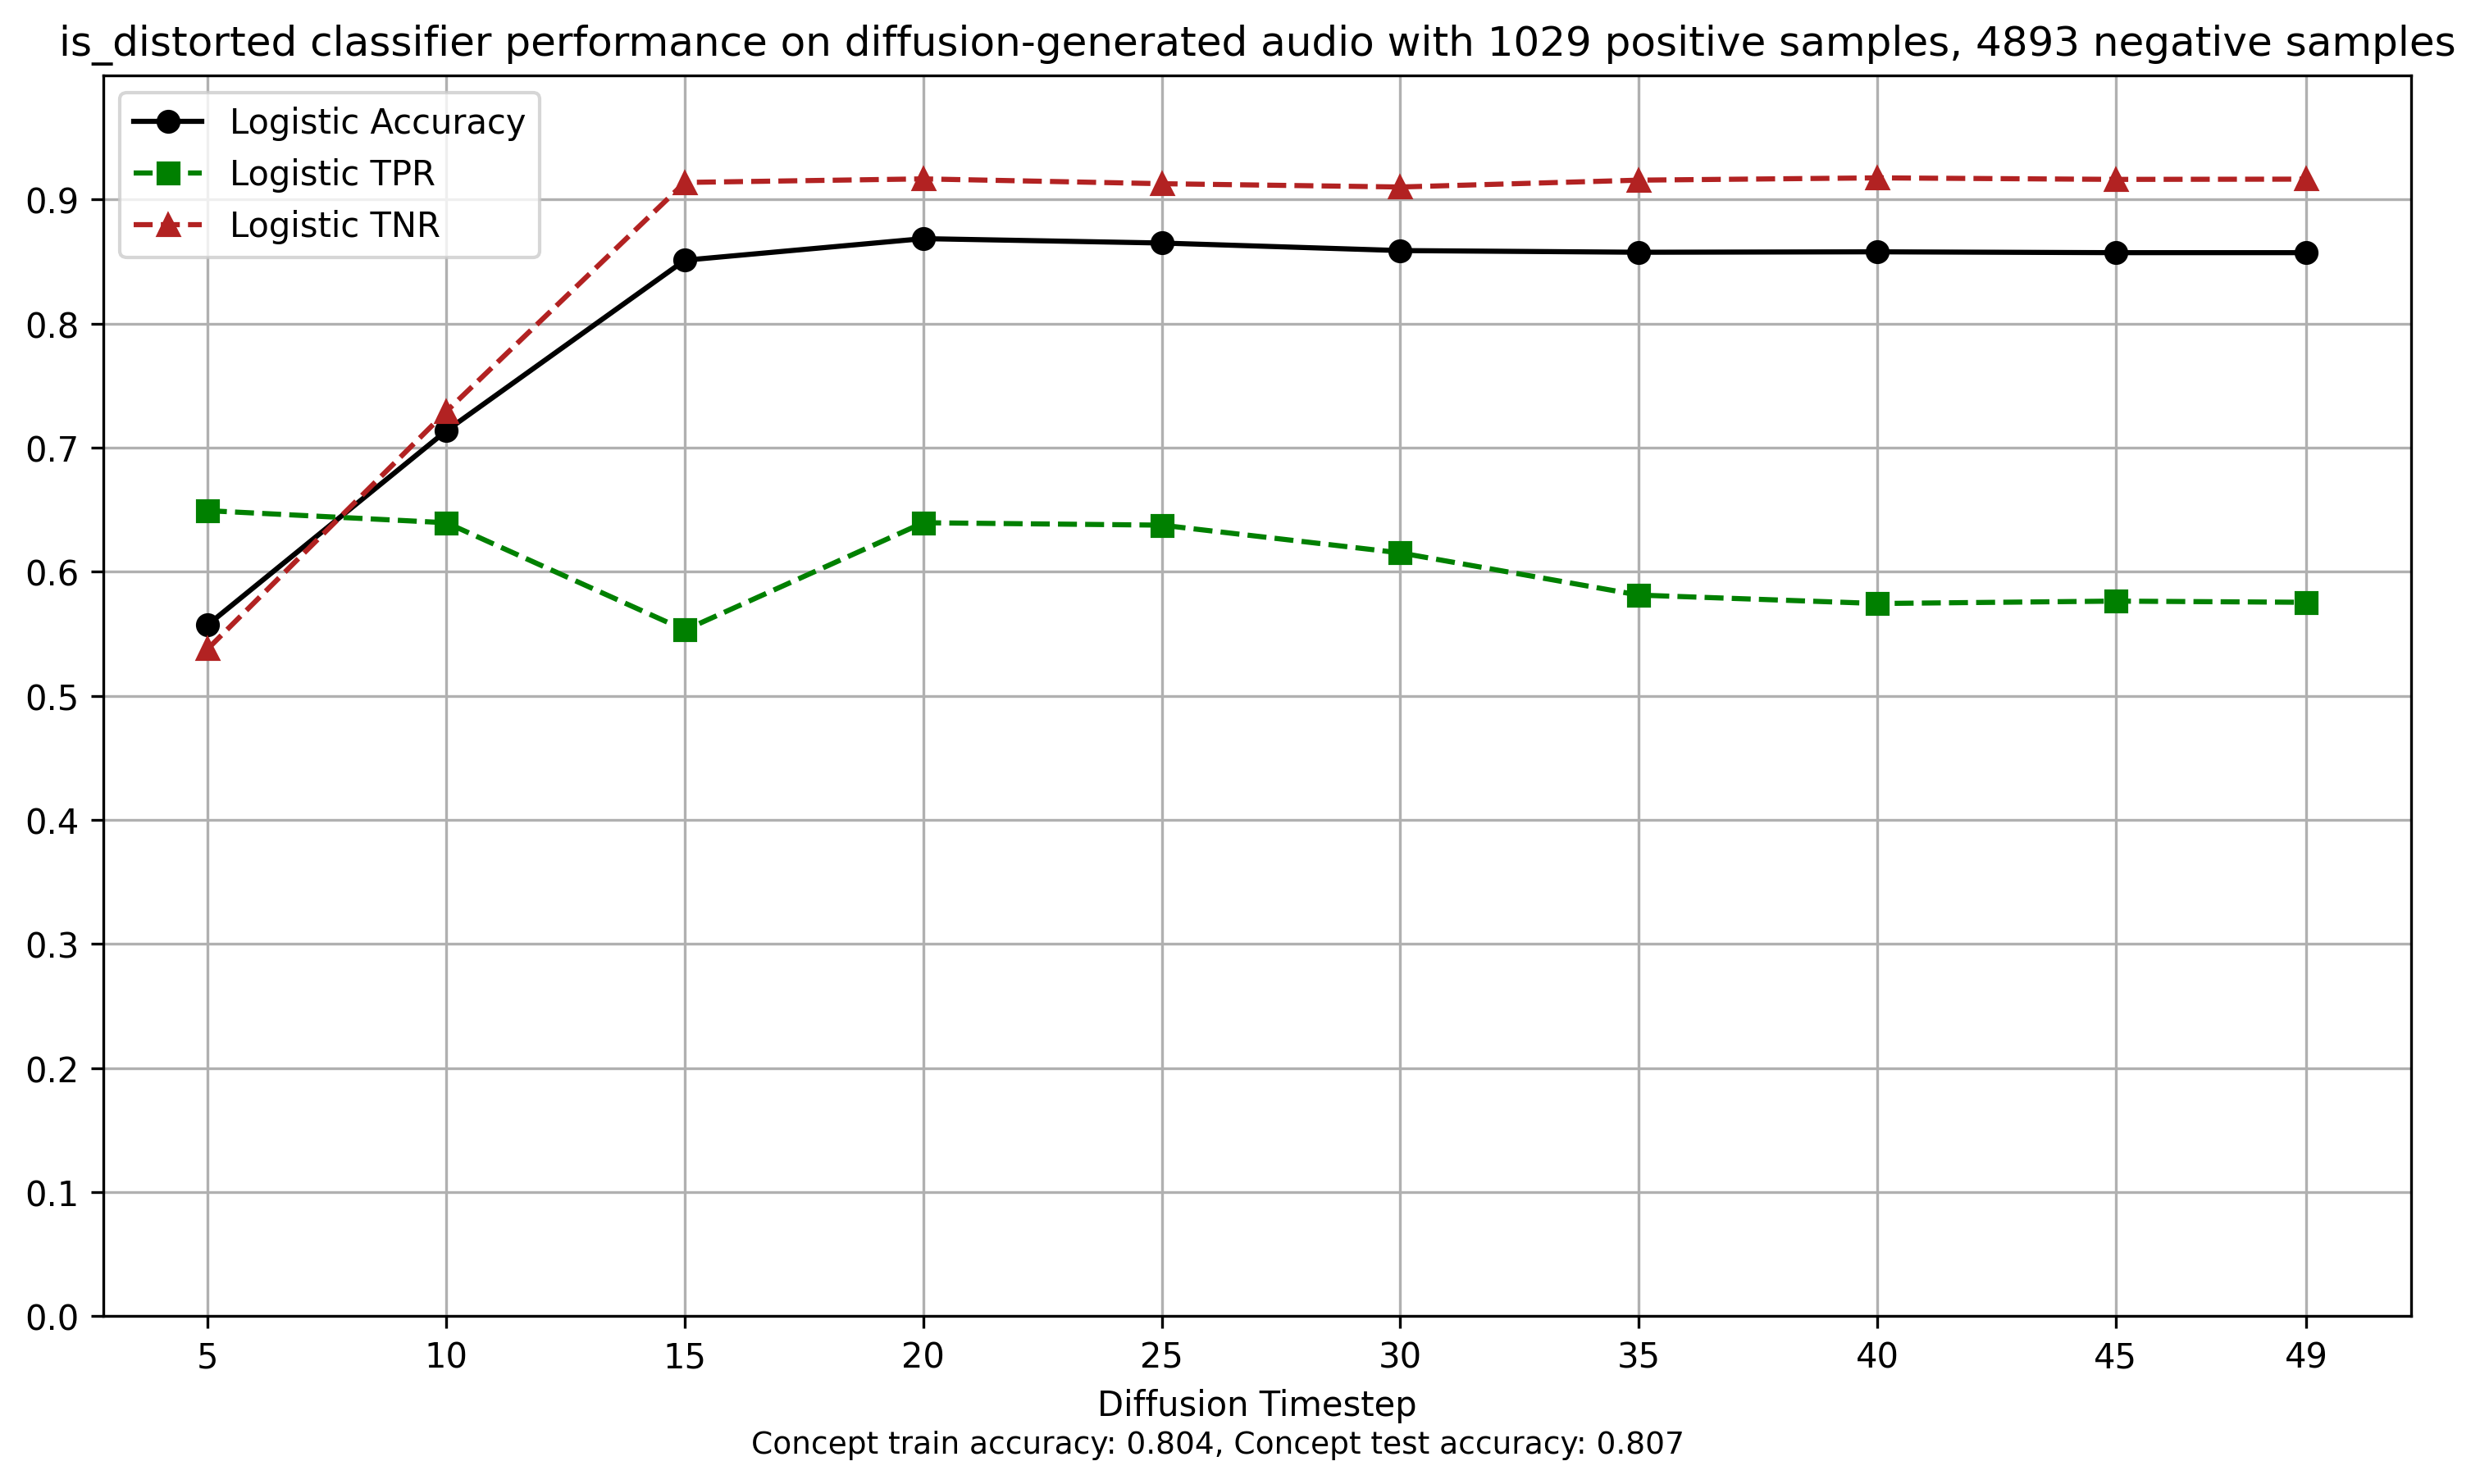 is_distorted classifier performance on diffusion-generated audio with 1029 positive samples, 4893 negative samples
Logistic Accuracy
Logistic TPR
Logistic TNR
0.9
0.8
0.7
0.6
0.5
0.4
0.3
0.2
0.1
0.0
5 10 15 20 25 30 35 40 45 49
Diffusion Timestep
Concept train accuracy: 0.804, Concept test accuracy: 0.807